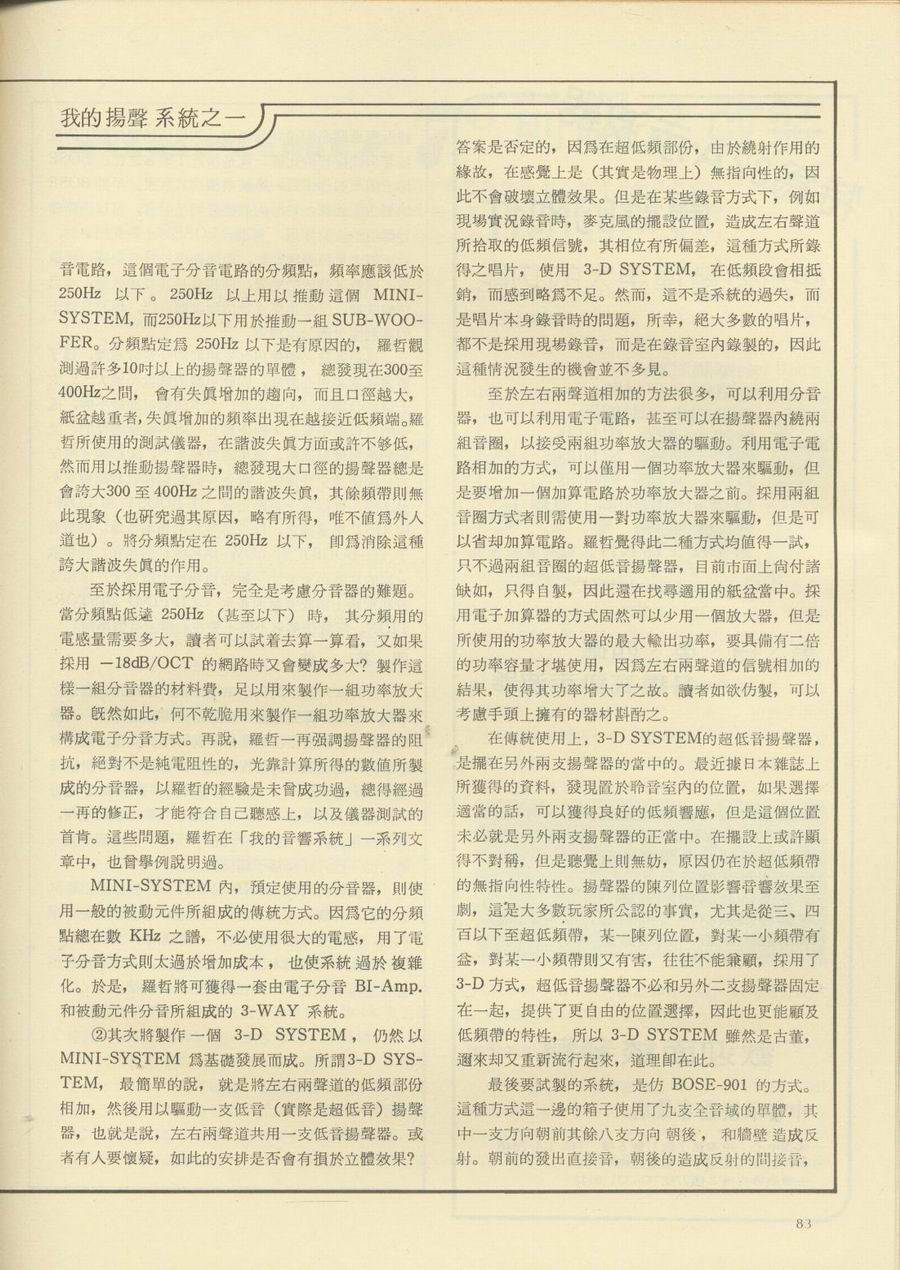 我的揚聲系統之一
音電路，這個電子分音電路的分頻點，頻率應該低於
250Hz 以下。250Hz 以上用以推動這個 MINI-
SYSTEM, 而250Hz以下用於推動一組 SUB-WOO-
FER。分頻點定爲 250Hz 以下是有原因的， 羅哲觀
測過許多10吋以上的揚聲器的單體， 總發現在300至
400Hz之間， 會有失眞增加的趨向，而且口徑越大，
紙盆越重者，失眞增加的頻率出現在越接近低頻端。羅
哲所使用的測試儀器，在諧波失眞方面或許不够低，
然而用以推動揚聲器時，總發現大口徑的揚聲器總是
會誇大300 至 400Hz 之間的諧波失眞，其餘頻帶則無
此現象（也硏究過其原因，略有所得，唯不値爲外人
道也）。將分頻點定在 250Hz 以下， 卽爲消除這種
誇大諧波失眞的作用。
至於採用電子分音，完全是考慮分音器的難題。
當分頻點低達 250Hz （甚至以下） 時， 其分頻用的
電感量需要多大，讀者可以試着去算一算看，又如果
採用 －18dB/OCT 的網路時又會變成多大? 製作這
樣一組分音器的材料費，足以用來製作一組功率放大
器。旣然如此，何不乾脆用來製作一組功率放大器來
構成電子分音方式。再說，羅哲一再强調揚聲器的阻
抗，絕對不是純電阻性的，光靠計算所得的數値所製
成的分音器，以羅哲的經驗是未曾成功過，總得經過
一再的修正，才能符合自己聽感上，以及儀器測試的
首肯。這些問題，羅哲在「我的音響系統」一系列文
章中，也曾舉例說明過。
MINI-SYSTEM 內，預定使用的分音器，則使
用一般的被動元件所組成的傳統方式。因爲它的分頻
點總在數 KHz 之譜，不必使用很大的電感，用了電
子分音方式則太過於增加成本， 也使系統過於複雜
化。於是， 羅哲將可獲得一套由電子分音 BI-Amp.
和被動元件分音所組成的 3-WAY 系統。
②其次將製作一個 3-D SYSTEM， 仍然以
MINI-SYSTEM 爲基礎發展而成。所謂3-D SYS-
TEM， 最簡單的說， 就是將左右兩聲道的低頻部份
相加，然後用以驅動一支低音（實際是超低音）揚聲
器，也就是說，左右兩聲道共用一支低音揚聲器。或
者有人要懷疑，如此的安排是否會有損於立體效果?
答案是否定的，因爲在超低頻部份，由於繞射作用的
緣故，在感覺上是（其實是物理上）無指向性的，因
此不會破壞立體效果。但是在某些錄音方式下，例如
現場實況錄音時，麥克風的擺設位置，造成左右聲道
所拾取的低頻信號，其相位有所偏差，這種方式所錄
得之唱片， 使用 3-D SYSTEM， 在低頻段會相抵
銷，而感到略爲不足。然而，這不是系統的過失，而
是唱片本身錄音時的問題，所幸，絕大多數的唱片，
都不是採用現場錄音，而是在錄音室內錄製的，因此
這種情況發生的機會並不多見。
至於左右兩聲道相加的方法很多，可以利用分音
器，也可以利用電子電路，甚至可以在揚聲器內繞兩
組音圈，以接受兩組功率放大器的驅動。利用電子電
路相加的方式，可以僅用一個功率放大器來驅動，但
是要增加一個加算電路於功率放大器之前。採用兩組
音圈方式者則需使用一對功率放大器來驅動，但是可
以省却加算電路。羅哲覺得此二種方式均値得一試，
只不過兩組音圈的超低音揚聲器，目前市面上尙付諸
缺如，只得自製，因此還在找尋適用的紙盆當中。採
用電子加算器的方式固然可以少用一個放大器，但是
所使用的功率放大器的最大輸出功率，要具備有二倍
的功率容量才堪使用，因爲左右兩聲道的信號相加的
結果，使得其功率增大了之故。讀者如欲仿製，可以
考慮手頭上擁有的器材斟酌之。
在傳統使用上，3-D SYSTEM的超低音揚聲器，
是擺在另外兩支揚聲器的當中的。最近據日本雜誌上
所獲得的資料，發現置於聆音室內的位置，如果選擇
適當的話，可以獲得良好的低頻響應，但是這個位置
未必就是另外兩支揚聲器的正當中。在擺設上或許顯
得不對稱，但是聽覺上則無妨，原因仍在於超低頻帶
的無指向性特性。揚聲器的陳列位置影響音響效果至
劇，這是大多數玩家所公認的事實，尤其是從三、四
百以下至超低頻帶，某一陳列位置，對某一小頻帶有
益，對某一小頻帶則又有害，往往不能兼顧，採用了
3-D 方式，超低音揚聲器不必和另外二支揚聲器固定
在一起，提供了更自由的位置選擇，因此也更能顧及
低頻帶的特性， 所以 3-D SYSTEM 雖然是古董，
邇來却又重新流行起來，道理卽在此。
最後要試製的系統， 是仿 BOSE-901 的方式。
這種方式這一邊的箱子使用了九支全音域的單體，其
中一支方向朝前其餘八支方向朝後， 和牆壁造成反
射。朝前的發出直接音，朝後的造成反射的間接音，
83